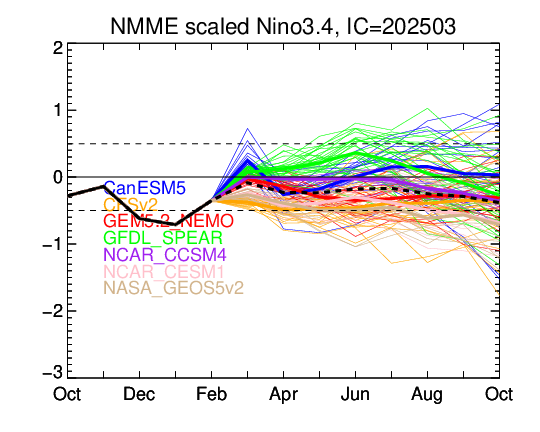 NMME scaled Nino3.4, IC=202503
2
1
0
−1
−2
−3
CanESM5
CFSv2
GEM5.2_NEMO
GFDL_SPEAR
NCAR_CCSM4
NCAR_CESM1
NASA_GEOS5v2
Oct Dec Feb Apr Jun Aug Oct